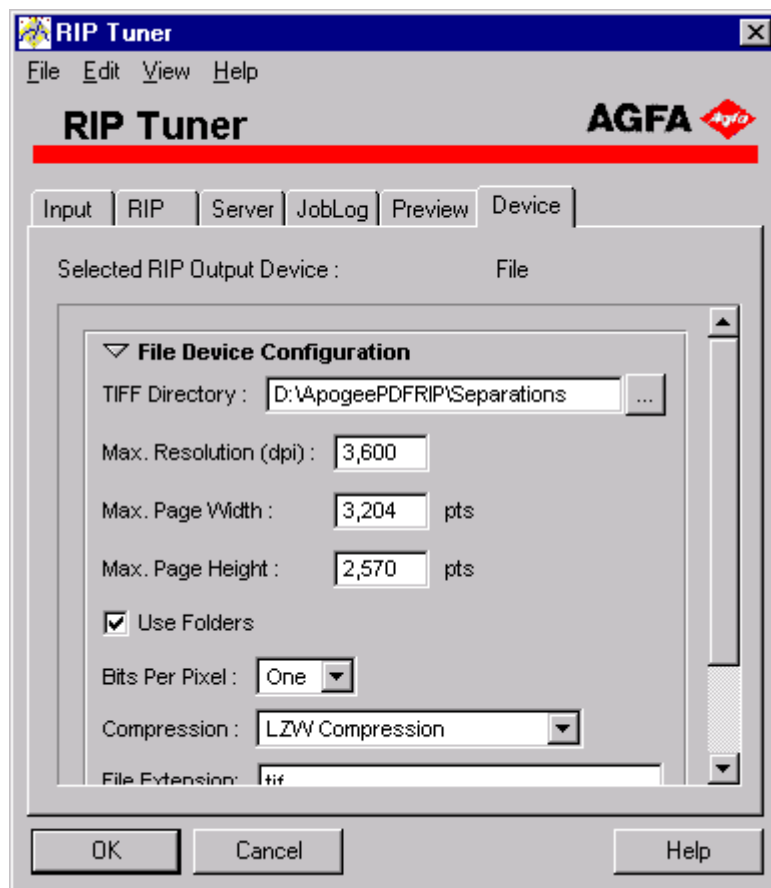 RIP Tuner
File Edit View Help
RIP Tuner AGFA Agfa
Input RIP Server JobLog Preview Device
Selected RIP Output Device : File
File Device Configuration
TIFF Directory : D:\ApogeePDFRIP\Separations ...
Max. Resolution (dpi) : 3,600
Max. Page Width : 3,204 pts
Max. Page Height : 2,570 pts
Use Folders
Bits Per Pixel : One
Compression : LZW Compression
File Extension: tif
OK Cancel Help